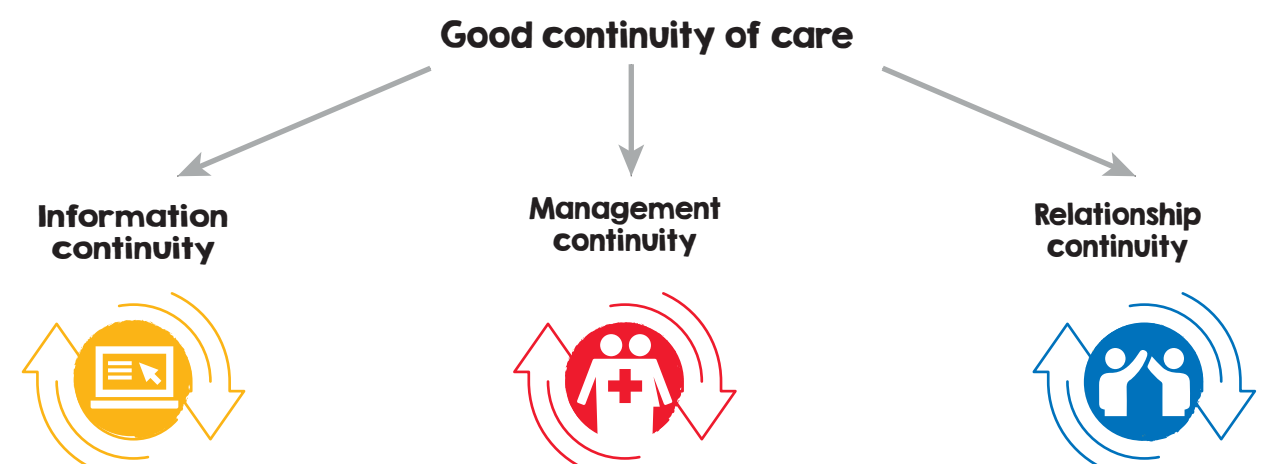 Good continuity of care
Information
continuity
Management
continuity
Relationship
continuity